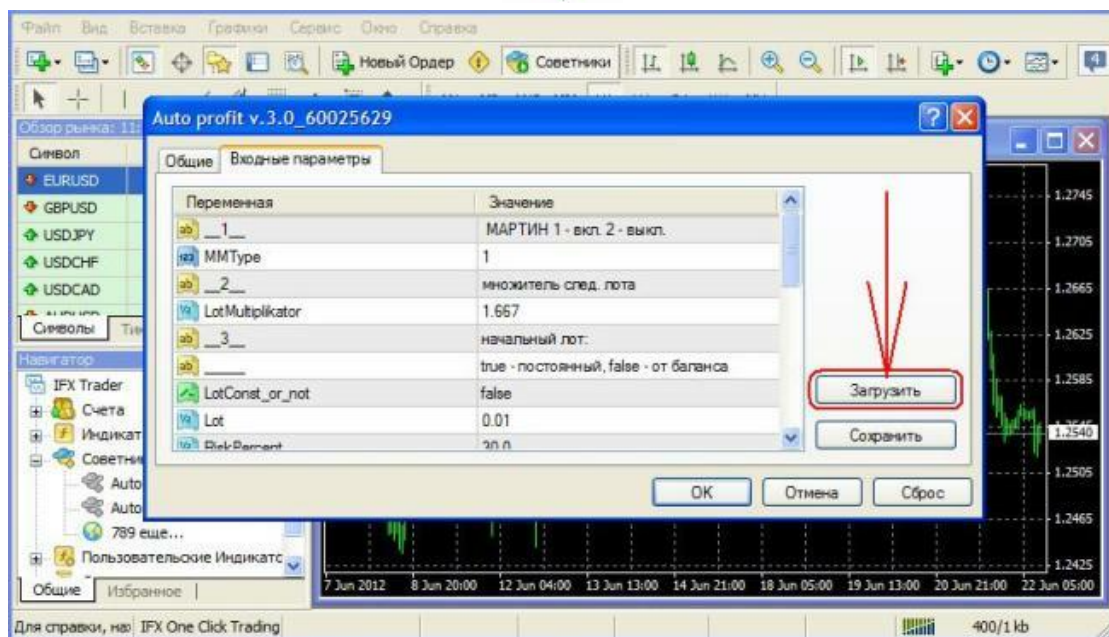 Файл Вид Вставка Графики Сервис Окно Справка
Новый Ордер Советники
Обзор рынка: 11:
Символ
EURUSD
GBPUSD
USDJPY
USDCHF
USDCAD
Символы
Навигатор
IFX Trader
Счета
Индикат
Советни
Auto
Auto
789 еще...
Пользовательские Индикатс
Общие Избранное
Auto profit v.3.0_60025629
Общие Входные параметры
Переменная Значение
__1__ МАРТИН 1 - вкл. 2 - выкл.
MMType 1
__2__ множитель след. лота
LotMultiplikator 1.667
__3__ начальный лот:
_____ true - постоянный, false - от баланса
LotConst_or_not false
Lot 0.01
RiskPercent 30.0
Загрузить
Сохранить
OK Отмена Сброс
1.2745
1.2705
1.2665
1.2625
1.2585
1.2540
1.2505
1.2465
1.2425
7 Jun 2012 8 Jun 20:00 12 Jun 04:00 13 Jun 13:00 14 Jun 21:00 18 Jun 05:00 19 Jun 13:00 20 Jun 21:00 22 Jun 05:00
Для справки, наж IFX One Click Trading 400/1 kb